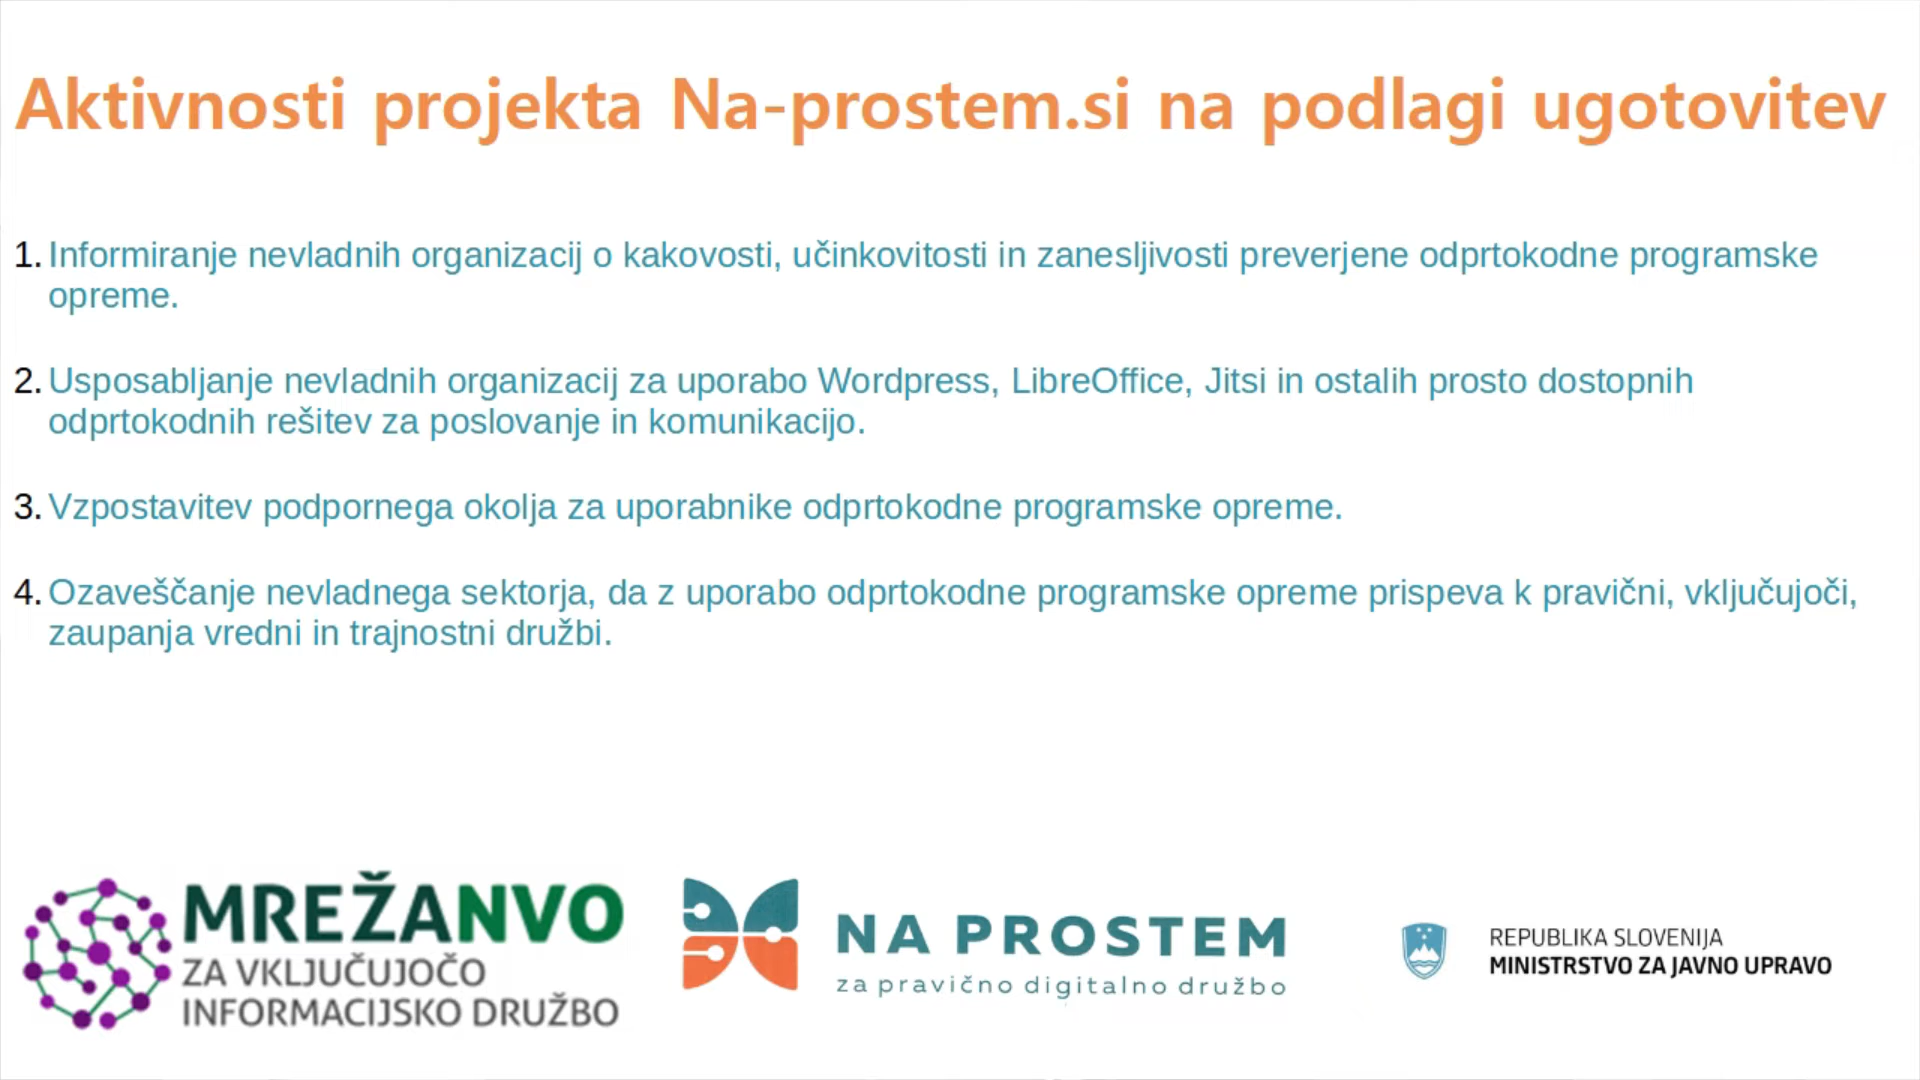 Aktivnosti projekta Na-prostem.si na podlagi ugotovitev
1. Informiranje nevladnih organizacij o kakovosti, učinkovitosti in zanesljivosti preverjene odprtokodne programske
opreme.
2. Usposabljanje nevladnih organizacij za uporabo Wordpress, LibreOffice, Jitsi in ostalih prosto dostopnih
odprtokodnih rešitev za poslovanje in komunikacijo.
3. Vzpostavitev podpornega okolja za uporabnike odprtokodne programske opreme.
4. Ozaveščanje nevladnega sektorja, da z uporabo odprtokodne programske opreme prispeva k pravični, vključujoči,
zaupanja vredni in trajnostni družbi.
MREŽANVO
ZA VKLJUČUJOČO
INFORMACIJSKO DRUŽBO
NA PROSTEM
za pravično digitalno družbo
REPUBLIKA SLOVENIJA
MINISTRSTVO ZA JAVNO UPRAVO